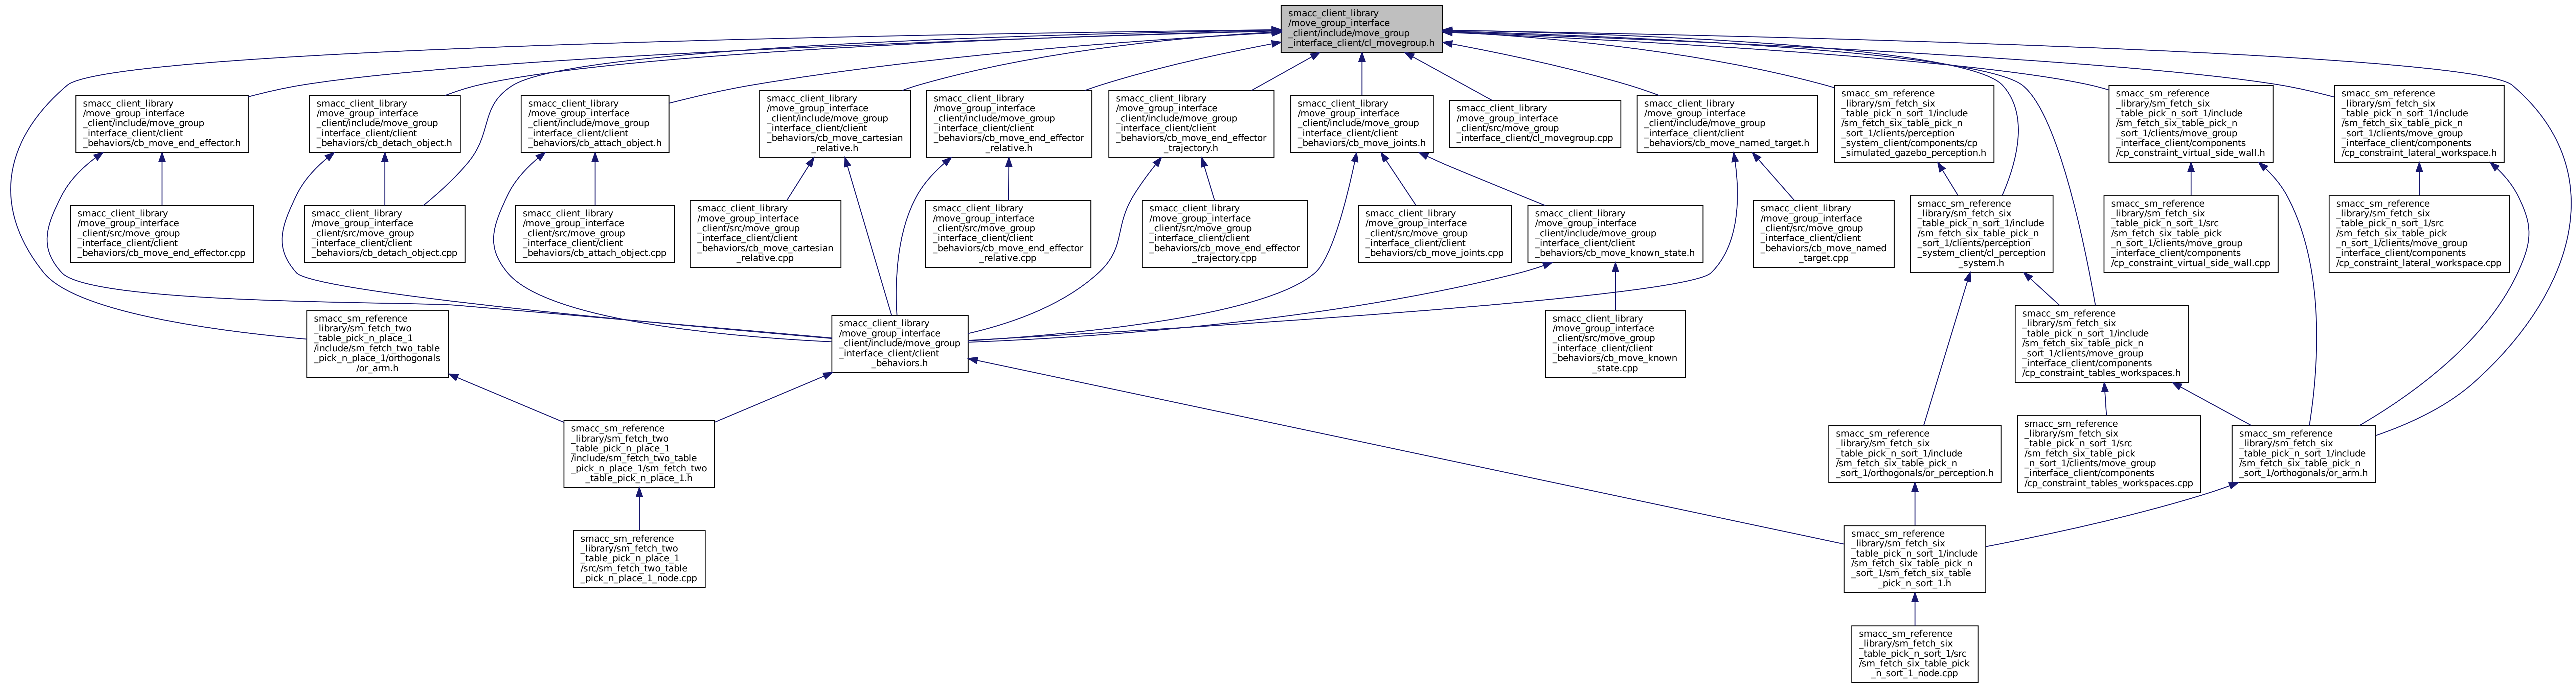 smacc_client_library
/move_group_interface
_client/include/move_group
_interface_client/cl_movegroup.h
smacc_client_library
/move_group_interface
_client/include/move_group
_interface_client/client
_behaviors/cb_move_end_effector.h
smacc_client_library
/move_group_interface
_client/include/move_group
_interface_client/client
_behaviors/cb_detach_object.h
smacc_client_library
/move_group_interface
_client/include/move_group
_interface_client/client
_behaviors/cb_attach_object.h
smacc_client_library
/move_group_interface
_client/include/move_group
_interface_client/client
_behaviors/cb_move_cartesian
_relative.h
smacc_client_library
/move_group_interface
_client/include/move_group
_interface_client/client
_behaviors/cb_move_end_effector
_relative.h
smacc_client_library
/move_group_interface
_client/include/move_group
_interface_client/client
_behaviors/cb_move_end_effector
_trajectory.h
smacc_client_library
/move_group_interface
_client/include/move_group
_interface_client/client
_behaviors/cb_move_joints.h
smacc_client_library
/move_group_interface
_client/src/move_group
_interface_client/cl_movegroup.cpp
smacc_client_library
/move_group_interface
_client/include/move_group
_interface_client/client
_behaviors/cb_move_named_target.h
smacc_sm_reference
_library/sm_fetch_six
_table_pick_n_sort_1/include
/sm_fetch_six_table_pick_n
_sort_1/clients/perception
_system_client/components/cp
_simulated_gazebo_perception.h
smacc_sm_reference
_library/sm_fetch_six
_table_pick_n_sort_1/include
/sm_fetch_six_table_pick_n
_sort_1/clients/move_group
_interface_client/components
/cp_constraint_virtual_side_wall.h
smacc_sm_reference
_library/sm_fetch_six
_table_pick_n_sort_1/include
/sm_fetch_six_table_pick_n
_sort_1/clients/move_group
_interface_client/components
/cp_constraint_lateral_workspace.h
smacc_client_library
/move_group_interface
_client/src/move_group
_interface_client/client
_behaviors/cb_move_end_effector.cpp
smacc_client_library
/move_group_interface
_client/src/move_group
_interface_client/client
_behaviors/cb_detach_object.cpp
smacc_client_library
/move_group_interface
_client/src/move_group
_interface_client/client
_behaviors/cb_attach_object.cpp
smacc_client_library
/move_group_interface
_client/src/move_group
_interface_client/client
_behaviors/cb_move_cartesian
_relative.cpp
smacc_client_library
/move_group_interface
_client/src/move_group
_interface_client/client
_behaviors/cb_move_end_effector
_relative.cpp
smacc_client_library
/move_group_interface
_client/src/move_group
_interface_client/client
_behaviors/cb_move_end_effector
_trajectory.cpp
smacc_client_library
/move_group_interface
_client/src/move_group
_interface_client/client
_behaviors/cb_move_joints.cpp
smacc_client_library
/move_group_interface
_client/include/move_group
_interface_client/client
_behaviors/cb_move_known_state.h
smacc_client_library
/move_group_interface
_client/src/move_group
_interface_client/client
_behaviors/cb_move_named
_target.cpp
smacc_sm_reference
_library/sm_fetch_six
_table_pick_n_sort_1/include
/sm_fetch_six_table_pick_n
_sort_1/clients/perception
_system_client/cl_perception
_system.h
smacc_sm_reference
_library/sm_fetch_six
_table_pick_n_sort_1/src
/sm_fetch_six_table_pick
_n_sort_1/clients/move_group
_interface_client/components
/cp_constraint_virtual_side_wall.cpp
smacc_sm_reference
_library/sm_fetch_six
_table_pick_n_sort_1/src
/sm_fetch_six_table_pick
_n_sort_1/clients/move_group
_interface_client/components
/cp_constraint_lateral_workspace.cpp
smacc_sm_reference
_library/sm_fetch_two
_table_pick_n_place_1
/include/sm_fetch_two_table
_pick_n_place_1/orthogonals
/or_arm.h
smacc_client_library
/move_group_interface
_client/include/move_group
_interface_client/client
_behaviors.h
smacc_client_library
/move_group_interface
_client/src/move_group
_interface_client/client
_behaviors/cb_move_known
_state.cpp
smacc_sm_reference
_library/sm_fetch_six
_table_pick_n_sort_1/include
/sm_fetch_six_table_pick_n
_sort_1/clients/move_group
_interface_client/components
/cp_constraint_tables_workspaces.h
smacc_sm_reference
_library/sm_fetch_two
_table_pick_n_place_1
/include/sm_fetch_two_table
_pick_n_place_1/sm_fetch_two
_table_pick_n_place_1.h
smacc_sm_reference
_library/sm_fetch_six
_table_pick_n_sort_1/include
/sm_fetch_six_table_pick_n
_sort_1/orthogonals/or_perception.h
smacc_sm_reference
_library/sm_fetch_six
_table_pick_n_sort_1/src
/sm_fetch_six_table_pick
_n_sort_1/clients/move_group
_interface_client/components
/cp_constraint_tables_workspaces.cpp
smacc_sm_reference
_library/sm_fetch_six
_table_pick_n_sort_1/include
/sm_fetch_six_table_pick_n
_sort_1/orthogonals/or_arm.h
smacc_sm_reference
_library/sm_fetch_two
_table_pick_n_place_1
/src/sm_fetch_two_table
_pick_n_place_1_node.cpp
smacc_sm_reference
_library/sm_fetch_six
_table_pick_n_sort_1/include
/sm_fetch_six_table_pick_n
_sort_1/sm_fetch_six_table
_pick_n_sort_1.h
smacc_sm_reference
_library/sm_fetch_six
_table_pick_n_sort_1/src
/sm_fetch_six_table_pick
_n_sort_1_node.cpp